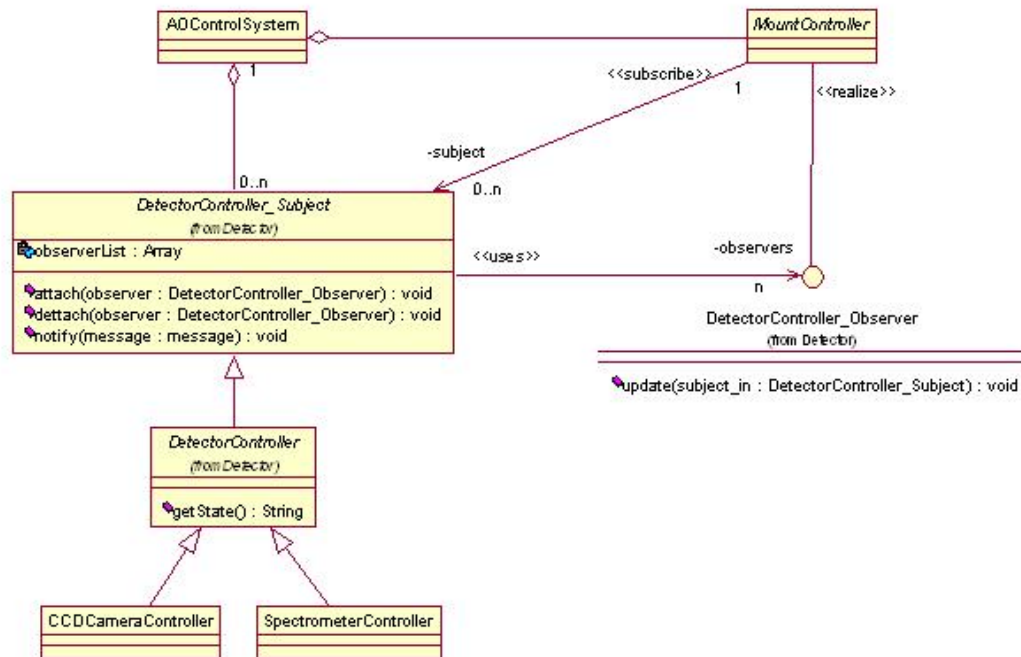 AOControlSystem
MountController
1
<<subscribe>>
1
<<realize>>
-subject
0..n
0..n
DetectorController_Subject
(from Detector)
observerList : Array
attach(observer : DetectorController_Observer) : void
dettach(observer : DetectorController_Observer) : void
notify(message : message) : void
<<uses>>
-observers
n
DetectorController_Observer
(from Detector)
update(subject_in : DetectorController_Subject) : void
DetectorController
(from Detector)
getState() : String
CCDCameraController
SpectrometerController